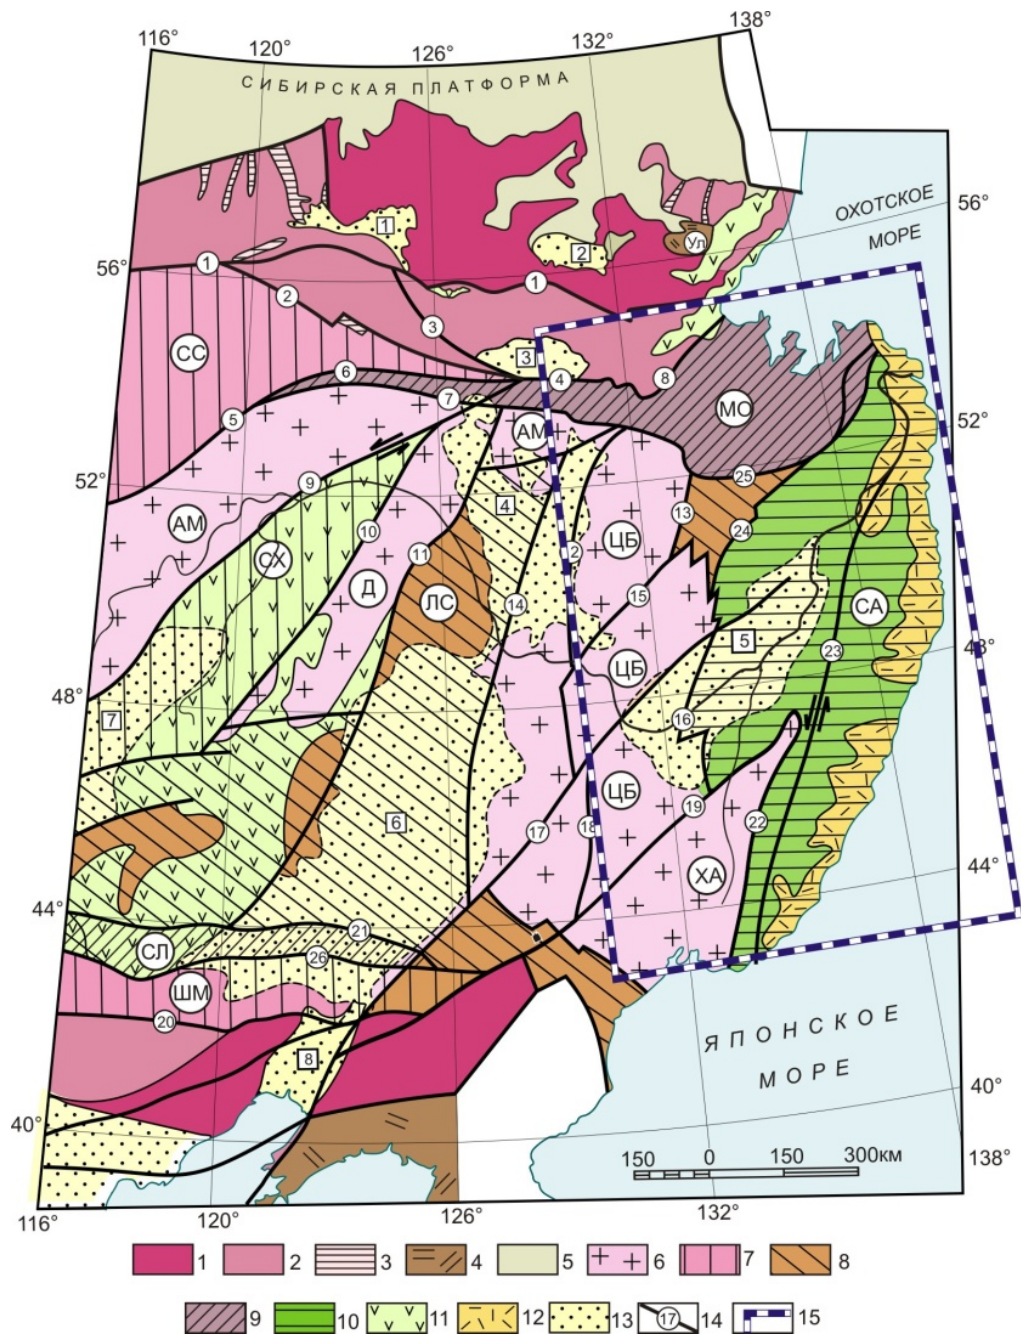 116°
120°
126°
132°
138°
СИБИРСКАЯ ПЛАТФОРМА
ОХОТСКОЕ
МОРЕ
56°
56°
1
2
Ул
1
1
2
3
3
СС
4
8
6
7
МО
АМ
5
52°
52°
25
9
4
13
АМ
24
10
2
ЦБ
СХ
11
Д
ЛС
15
СА
14
5
23
48°
48°
ЦБ
7
16
ЦБ
6
19
17
18
22
ХА
44°
44°
21
СЛ
26
ШМ
20
8
ЯПОНСКОЕ
МОРЕ
40°
40°
150 0 150 300км
138°
116°
120°
126°
132°
1 2 3 4 5 6 7 8
9 10 11 12 13 17 14 15